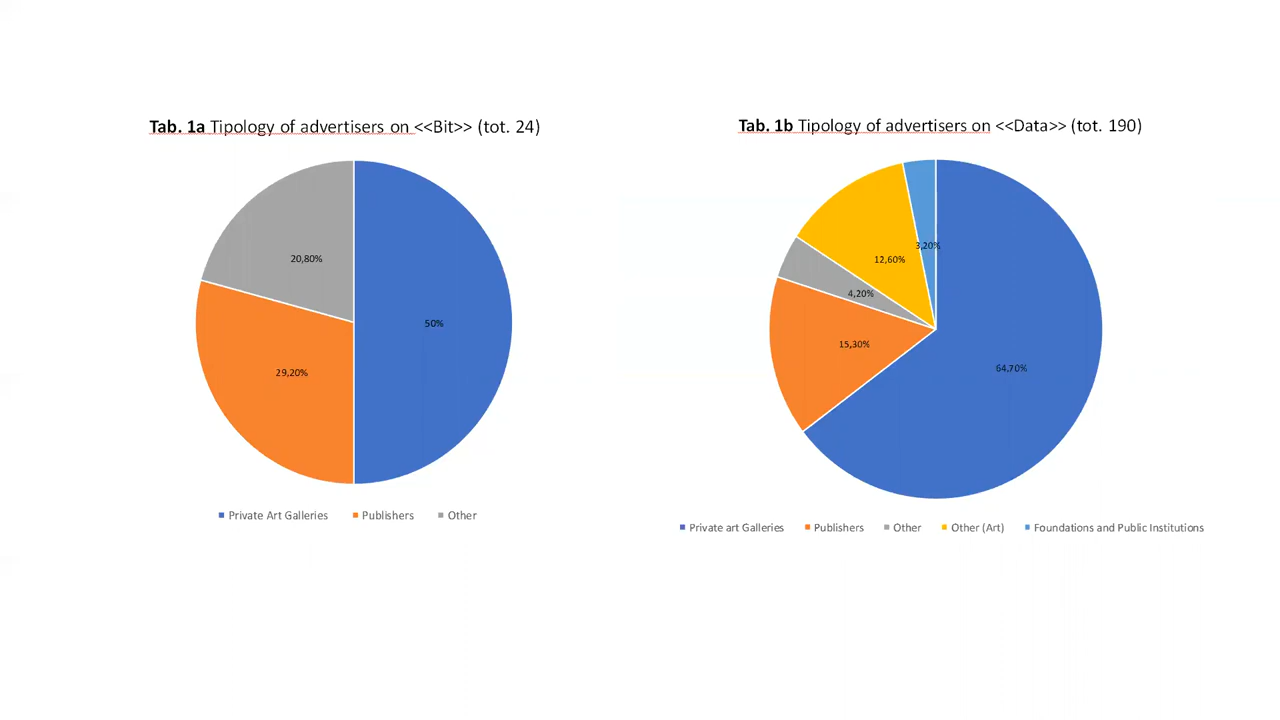 Tab. 1a Tipology of advertisers on <<Bit>> (tot. 24)
20,80%
50%
29,20%
Private Art Galleries Publishers Other
Tab. 1b Tipology of advertisers on <<Data>> (tot. 190)
3,20%
12,60%
4,20%
15,30%
64,70%
Private art Galleries Publishers Other Other (Art) Foundations and Public Institutions